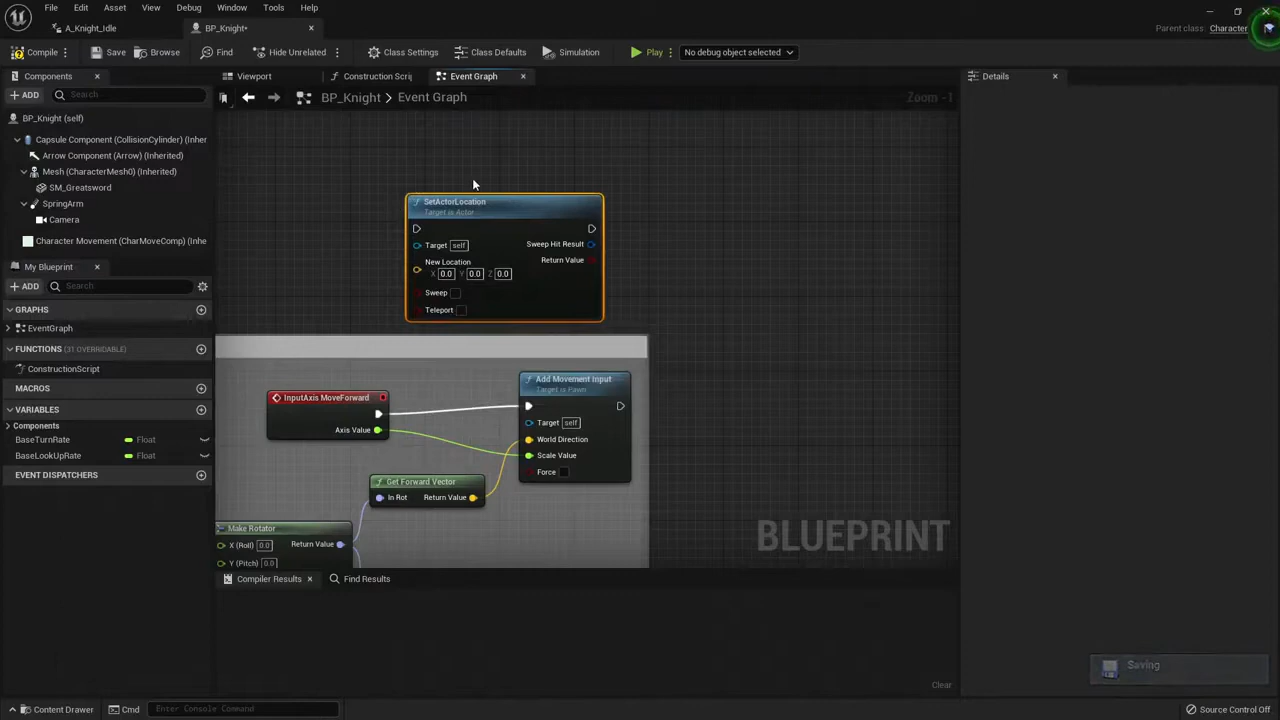 File Edit Asset View Debug Window Tools Help
A_Knight_Idle
BP_Knight*
Parent class: Character
Compile
Save
Browse
Find
Hide Unrelated
Class Settings
Class Defaults
Simulation
Play
No debug object selected
Components
ADD
Search
BP_Knight (self)
Capsule Component (CollisionCylinder) (Inher
Arrow Component (Arrow) (Inherited)
Mesh (CharacterMesh0) (Inherited)
SM_Greatsword
SpringArm
Camera
Character Movement (CharMoveComp) (Inhe
My Blueprint
ADD
Search
GRAPHS
EventGraph
FUNCTIONS (31 OVERRIDABLE)
ConstructionScript
MACROS
VARIABLES
Components
BaseTurnRate Float
BaseLookUpRate Float
EVENT DISPATCHERS
Viewport
Construction Scrip
Event Graph
BP_Knight > Event Graph
Zoom -1
SetActorLocation
Target is Actor
Target self
Sweep Hit Result
New Location
Return Value
X 0.0 Y 0.0 Z 0.0
Sweep
Teleport
InputAxis MoveForward
Axis Value
Add Movement Input
Target is Pawn
Target self
World Direction
Scale Value
Force
Get Forward Vector
In Rot Return Value
Make Rotator
X (Roll) 0.0 Return Value
Y (Pitch) 0.0
BLUEPRINT
Compiler Results
Find Results
Clear
Details
Saving
Content Drawer
Cmd
Enter Console Command
Source Control Off